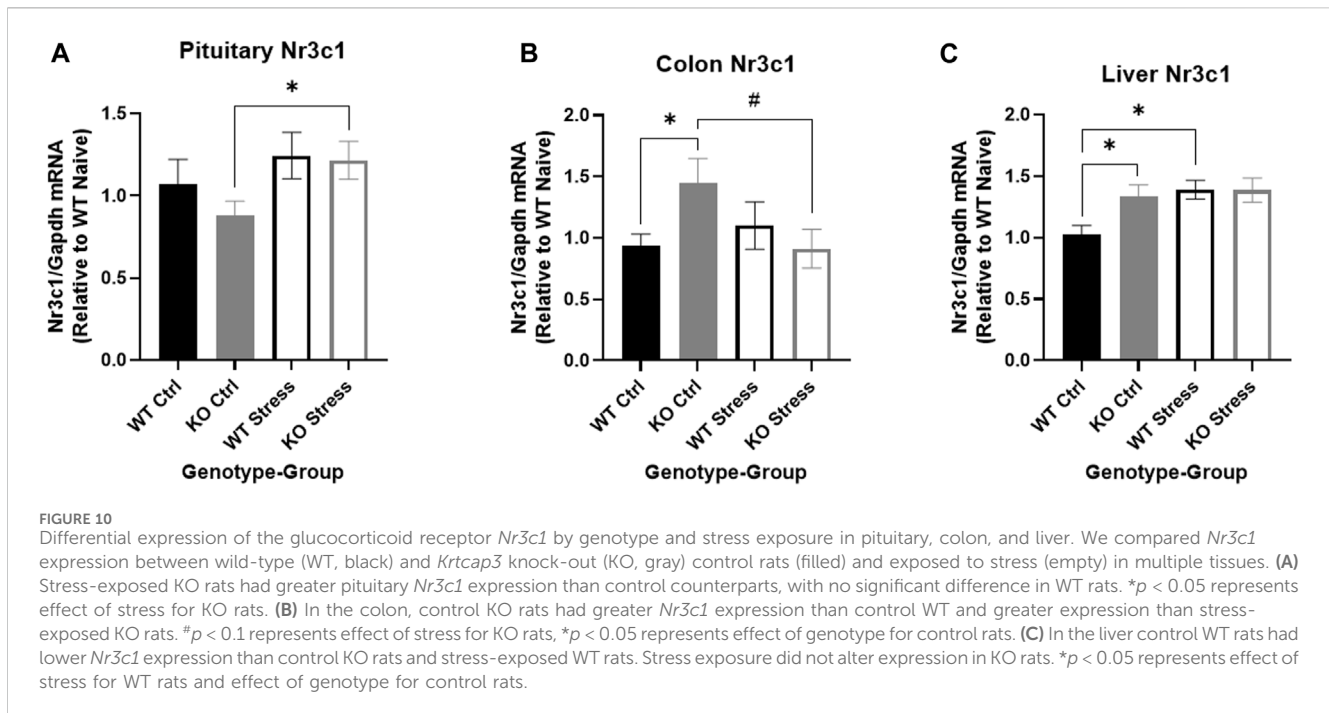 A
Pituitary Nr3c1
Nr3c1/Gapdh mRNA
(Relative to WT Naive)
1.5
1.0
0.5
0.0
*
WT Ctrl
KO Ctrl
WT Stress
KO Stress
Genotype-Group
B
Colon Nr3c1
Nr3c1/Gapdh mRNA
(Relative to WT Naive)
2.0
1.5
1.0
0.5
0.0
*
#
WT Ctrl
KO Ctrl
WT Stress
KO Stress
Genotype-Group
C
Liver Nr3c1
Nr3c1/Gapdh mRNA
(Relative to WT Naive)
2.0
1.5
1.0
0.5
0.0
*
*
WT Ctrl
KO Ctrl
WT Stress
KO Stress
Genotype-Group
FIGURE 10
Differential expression of the glucocorticoid receptor Nr3c1 by genotype and stress exposure in pituitary, colon, and liver. We compared Nr3c1
expression between wild-type (WT, black) and Krtcap3 knock-out (KO, gray) control rats (filled) and exposed to stress (empty) in multiple tissues. (A)
Stress-exposed KO rats had greater pituitary Nr3c1 expression than control counterparts, with no significant difference in WT rats. *p < 0.05 represents
effect of stress for KO rats. (B) In the colon, control KO rats had greater Nr3c1 expression than control WT and greater expression than stress-
exposed KO rats. #p < 0.1 represents effect of stress for KO rats, *p < 0.05 represents effect of genotype for control rats. (C) In the liver control WT rats had
lower Nr3c1 expression than control KO rats and stress-exposed WT rats. Stress exposure did not alter expression in KO rats. *p < 0.05 represents effect of
stress for WT rats and effect of genotype for control rats.